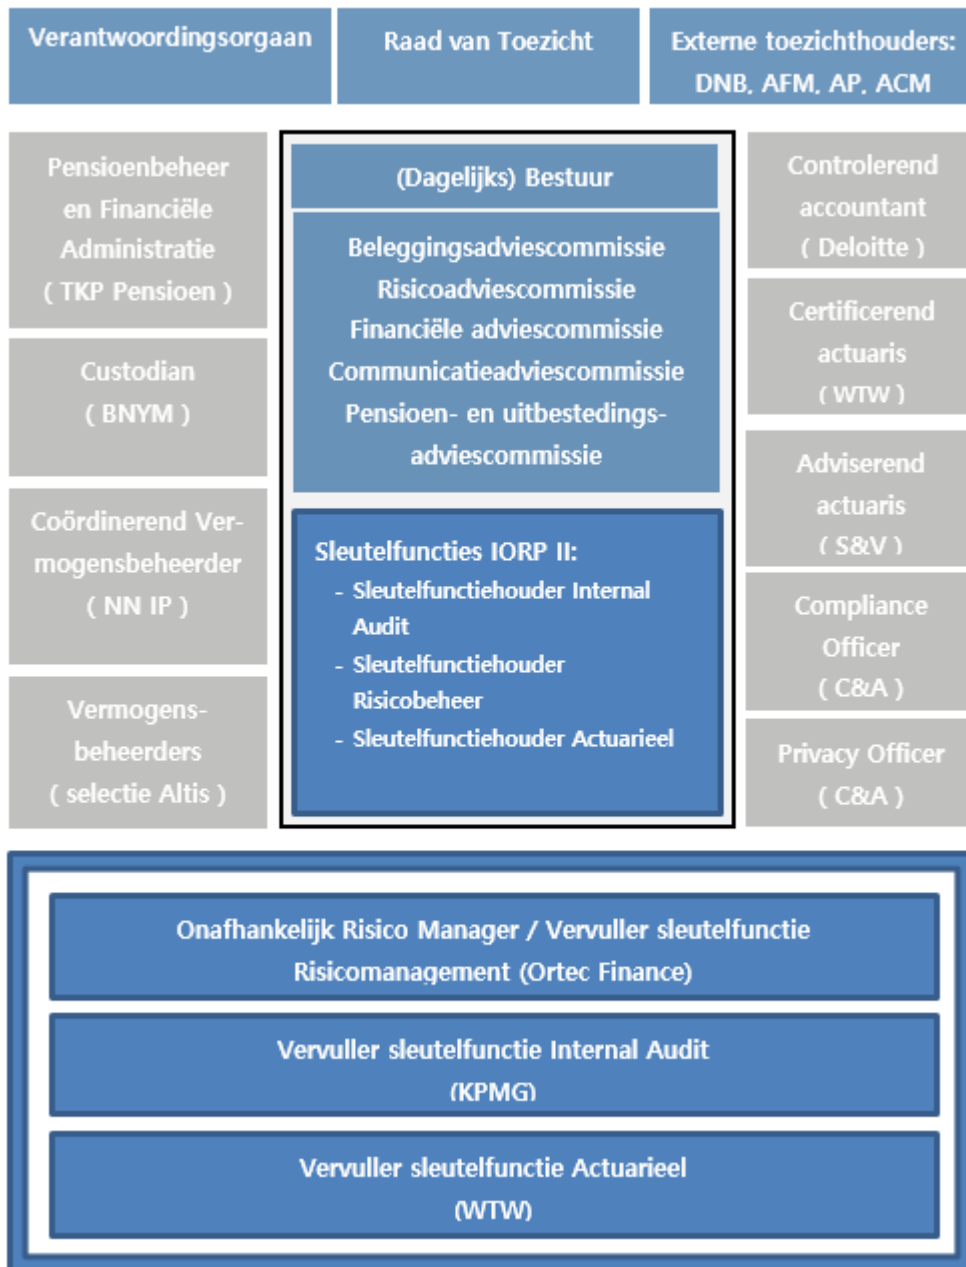 Verantwoordingsorgaan
Raad van Toezicht
Externe toezichthouders:
DNB, AFM, AP, ACM
Pensioenbeheer
en Financiële
Administratie
( TKP Pensioen )
Custodian
( BNYM )
Coördinerend Ver-
mogensbeheerder
( NN IP )
Vermogens-
beheerders
( selectie Altis )
(Dagelijks) Bestuur
Beleggingsadviescommissie
Risicoadviescommissie
Financiële adviescommissie
Communicatieadviescommissie
Pensioen- en uitbestedings-
adviescommissie
Sleutelfuncties IORP II:
- Sleutelfunctiehouder Internal
Audit
- Sleutelfunctiehouder
Risicobeheer
- Sleutelfunctiehouder Actuarieel
Controlerend
accountant
( Deloitte )
Certificerend
actuaris
( WTW )
Adviserend
actuaris
( S&V )
Compliance
Officer
( C&A )
Privacy Officer
( C&A )
Onafhankelijk Risico Manager / Vervuller sleutelfunctie
Risicomanagement (Ortec Finance)
Vervuller sleutelfunctie Internal Audit
(KPMG)
Vervuller sleutelfunctie Actuarieel
(WTW)